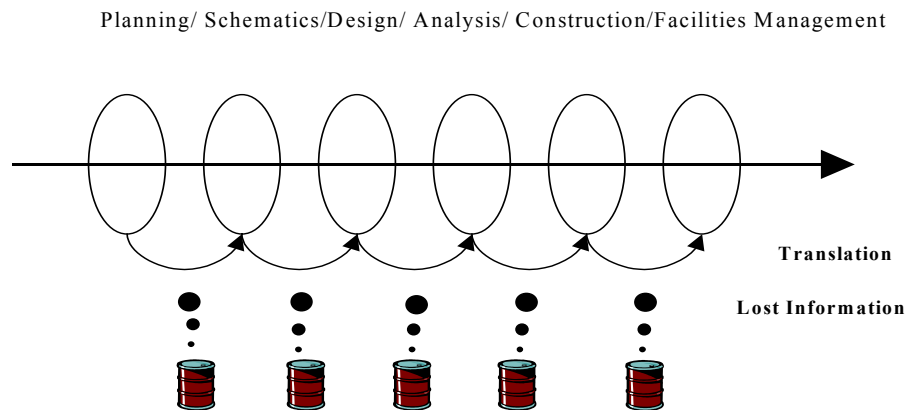 Planning/ Schematics/Design/ Analysis/ Construction/Facilities Management
Translation
Lost Information